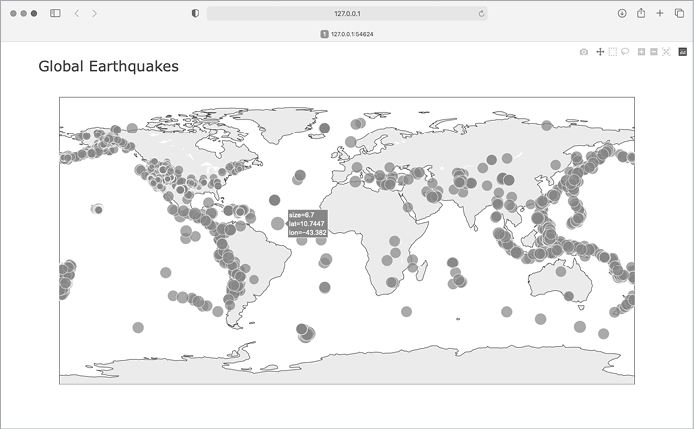 127.0.0.1
1 127.0.0.1:54624
Global Earthquakes
size=6.7
lat=10.7447
lon=−43.382